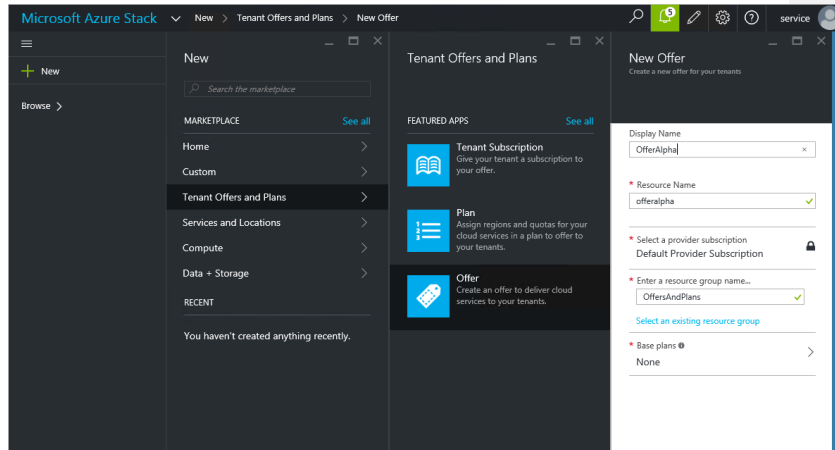 Microsoft Azure Stack New > Tenant Offers and Plans > New Offer
5
service
New
Browse >
New
Search the marketplace
MARKETPLACE See all
Home
Custom
Tenant Offers and Plans
Services and Locations
Compute
Data + Storage
RECENT
You haven't created anything recently.
Tenant Offers and Plans
FEATURED APPS See all
Tenant Subscription
Give your tenant a subscription to
your offer.
Plan
Assign regions and quotas for your
cloud services in a plan to offer to
your tenants.
Offer
Create an offer to deliver cloud
services to your tenants.
New Offer
Create a new offer for your tenants
Display Name
OfferAlpha
* Resource Name
offeralpha
* Select a provider subscription
Default Provider Subscription
* Enter a resource group name...
OffersAndPlans
Select an existing resource group
* Base plans
None